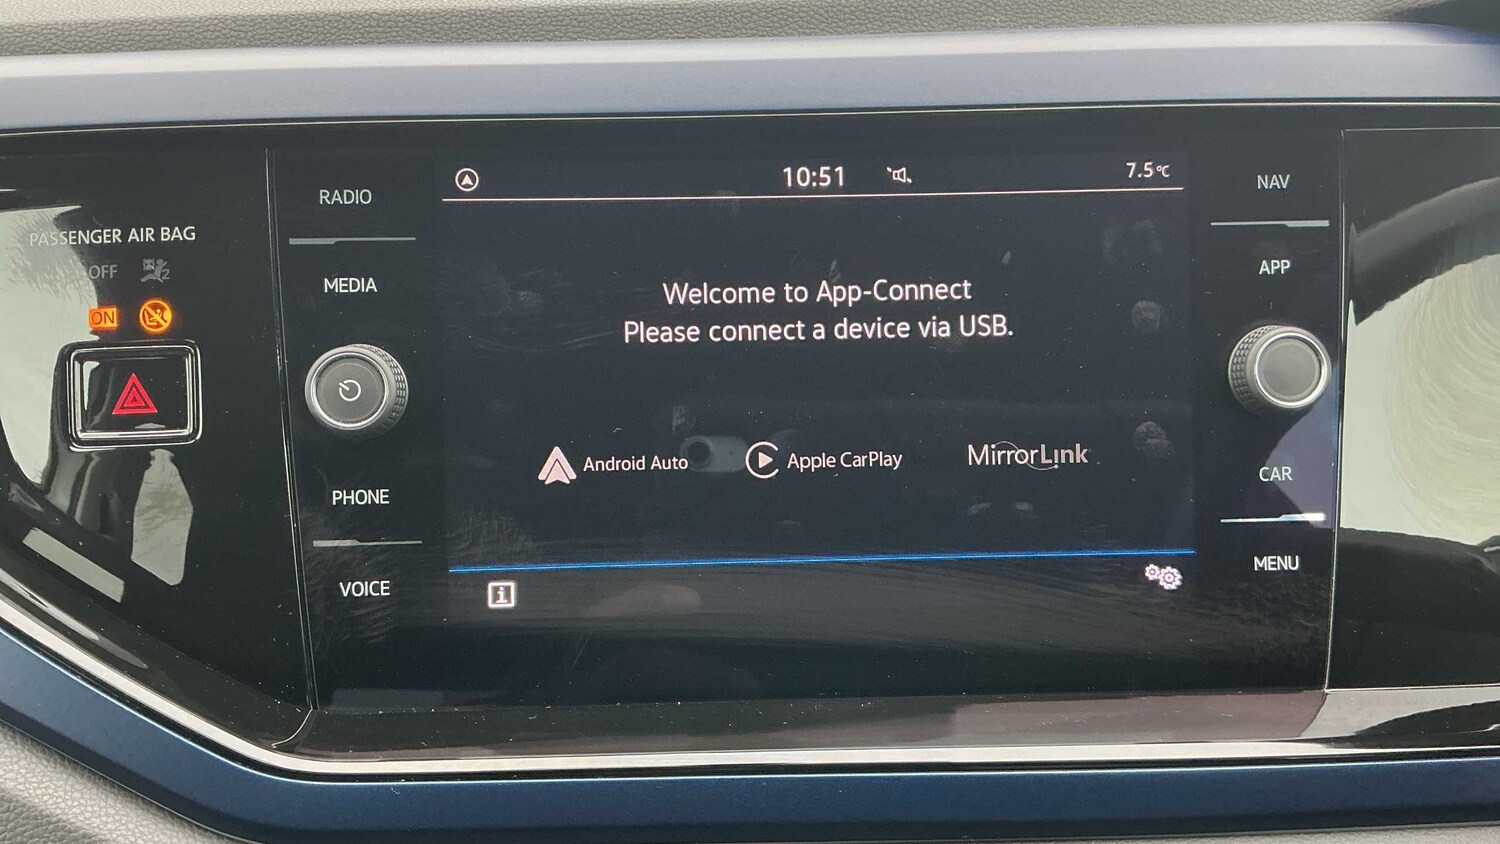 PASSENGER AIR BAG
OFF
ON
RADIO
MEDIA
PHONE
VOICE
10:51
7.5°C
Welcome to App-Connect
Please connect a device via USB.
Android Auto
Apple CarPlay
MirrorLink
i
NAV
APP
CAR
MENU